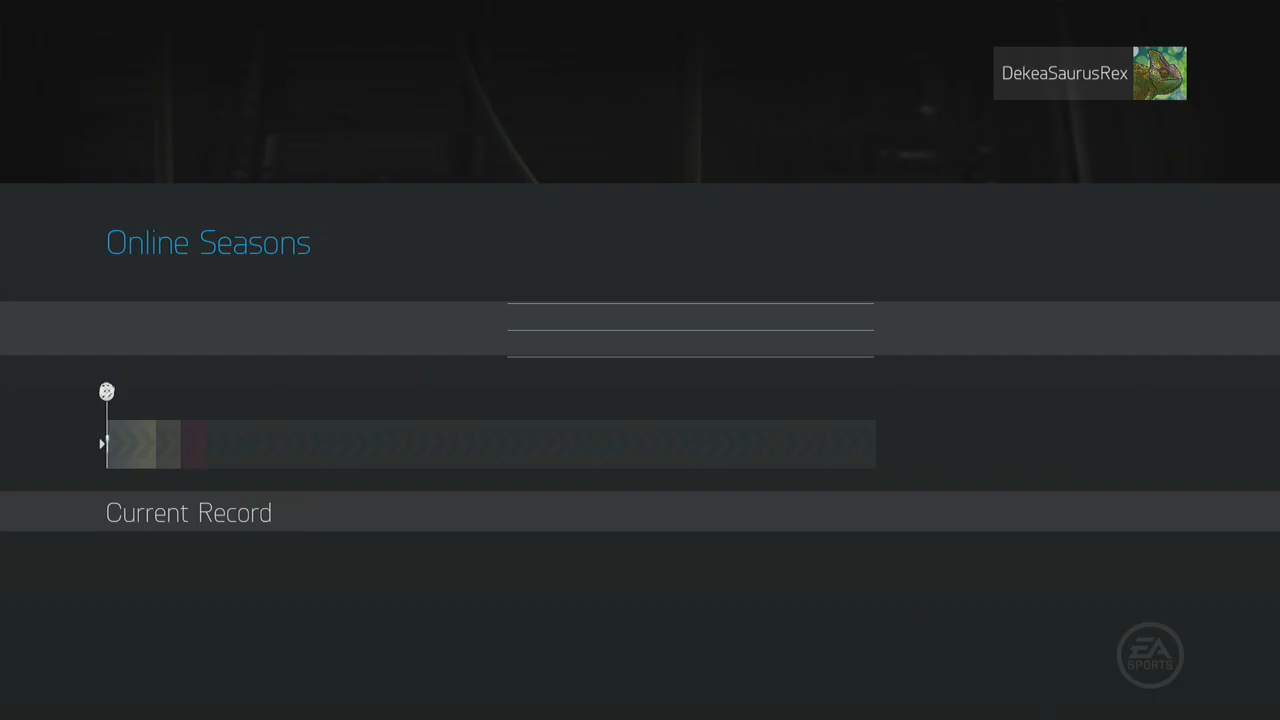 DekeaSaurusRex
Online Seasons
Current Record
EA
SPORTS